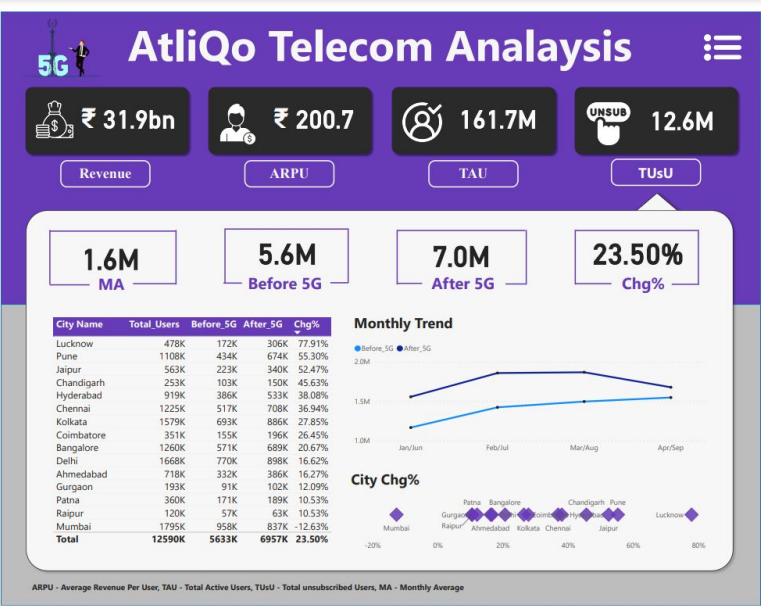 AtliQo Telecom Analaysis
5G
₹ 31.9bn
₹ 200.7
161.7M
UNSUB
12.6M
Revenue
ARPU
TAU
TUsU
1.6M
MA
5.6M
Before 5G
7.0M
After 5G
23.50%
Chg%
City Name Total_Users Before_5G After_5G Chg%
Lucknow 478K 172K 306K 77.91%
Pune 1108K 434K 674K 55.30%
Jaipur 563K 223K 340K 52.47%
Chandigarh 253K 103K 150K 45.63%
Hyderabad 919K 386K 533K 38.08%
Chennai 1225K 517K 708K 36.94%
Kolkata 1579K 693K 886K 27.85%
Coimbatore 351K 155K 196K 26.45%
Bangalore 1260K 571K 689K 20.67%
Delhi 1668K 770K 898K 16.62%
Ahmedabad 718K 332K 386K 16.27%
Gurgaon 193K 91K 102K 12.09%
Patna 360K 171K 189K 10.53%
Raipur 120K 57K 63K 10.53%
Mumbai 1795K 958K 837K -12.63%
Total 12590K 5633K 6957K 23.50%
Monthly Trend
Before_5G After_5G
2.0M
1.5M
1.0M
Jan/Jun Feb/Jul Mar/Aug Apr/Sep
City Chg%
Patna Bangalore Chandigarh Pune
Lucknow
Mumbai Raipur Ahmedabad Kolkata Chennai Jaipur
-20% 0% 20% 40% 60% 80%
ARPU - Average Revenue Per User, TAU - Total Active Users, TUsU - Total unsubscribed Users, MA - Monthly Average